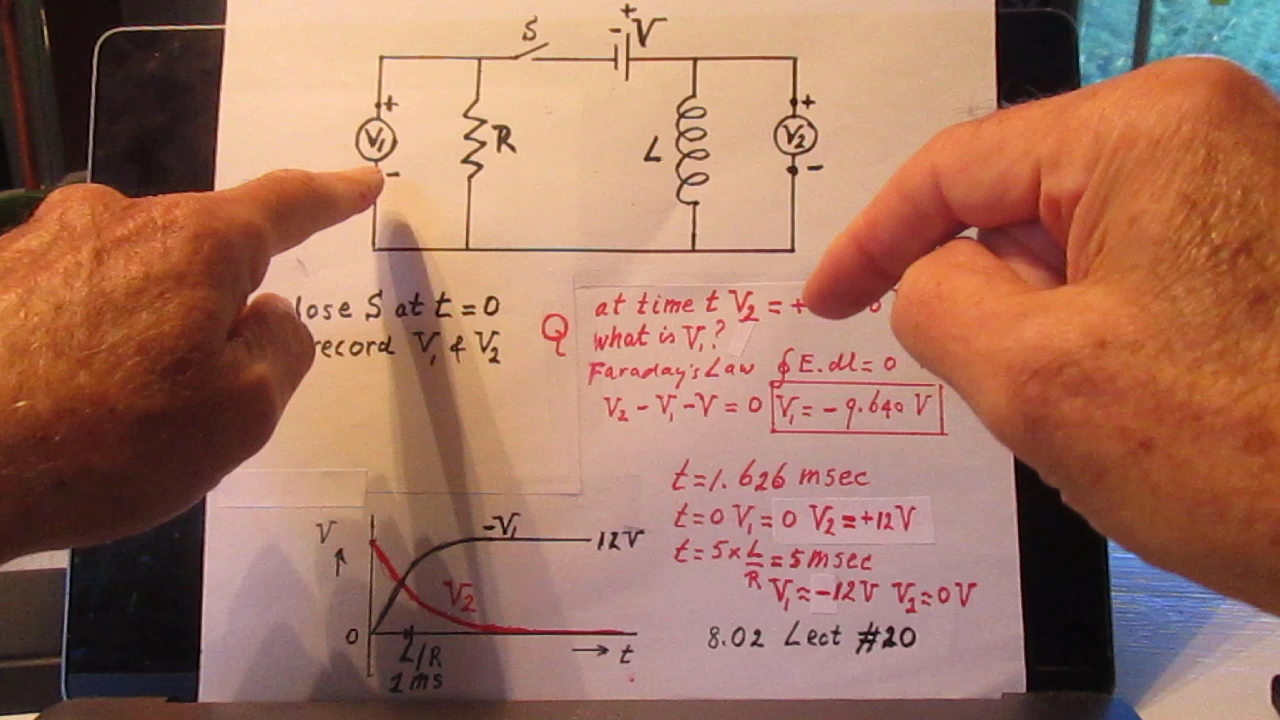 S
- + V
+
V₁
-
R
L
+
V₂
-
lose S at t = 0
record V₁ & V₂
Q
at time t V₂ = +
what is V₁?
Faraday's Law ∮ E.dl = 0
V₂ - V₁ - V = 0 V₁ = - 9.640 V
t = 1.626 msec
t = 0 V₁ = 0 V₂ = +12V
t = 5 x L/R = 5 msec
V₁ ≈ -12V V₂ ≈ 0V
8.02 Lect #20
V
-V₁
12V
V₂
0
L/R
1ms
t